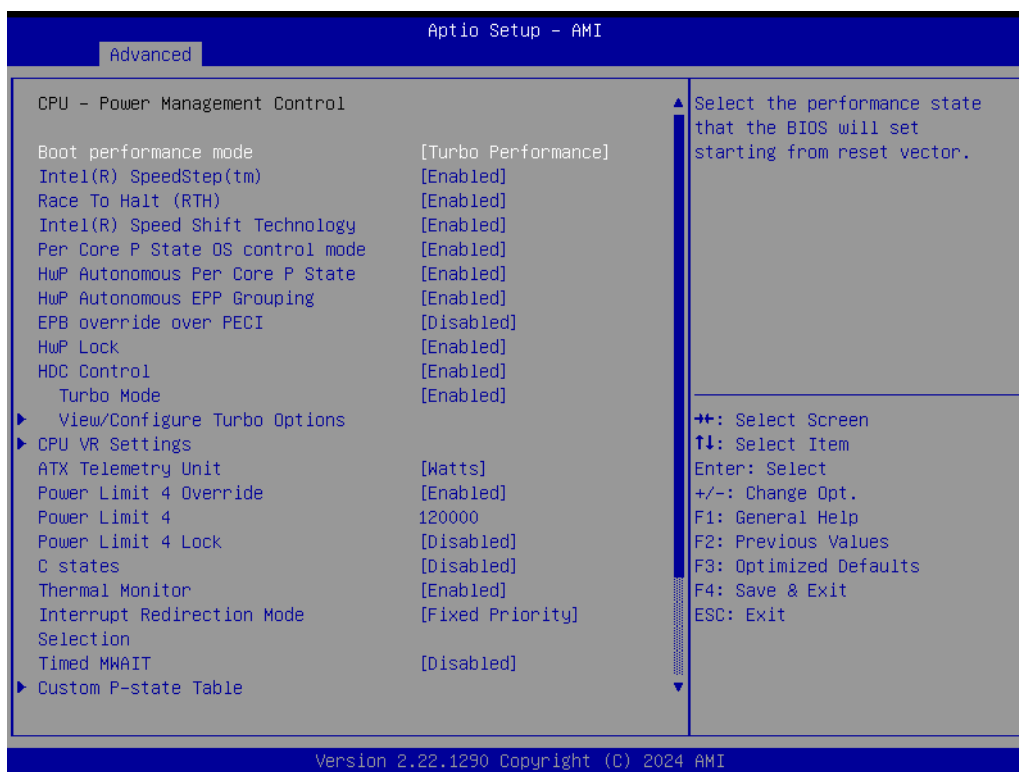 Aptio Setup – AMI
Advanced
CPU – Power Management Control
Boot performance mode [Turbo Performance]
Intel(R) SpeedStep(tm) [Enabled]
Race To Halt (RTH) [Enabled]
Intel(R) Speed Shift Technology [Enabled]
Per Core P State OS control mode [Enabled]
HwP Autonomous Per Core P State [Enabled]
HwP Autonomous EPP Grouping [Enabled]
EPB override over PECI [Disabled]
HwP Lock [Enabled]
HDC Control [Enabled]
Turbo Mode [Enabled]
View/Configure Turbo Options
CPU VR Settings
ATX Telemetry Unit [Watts]
Power Limit 4 Override [Enabled]
Power Limit 4 120000
Power Limit 4 Lock [Disabled]
C states [Disabled]
Thermal Monitor [Enabled]
Interrupt Redirection Mode [Fixed Priority]
Selection
Timed MWAIT [Disabled]
Custom P-state Table
Select the performance state
that the BIOS will set
starting from reset vector.
→←: Select Screen
↑↓: Select Item
Enter: Select
+/-: Change Opt.
F1: General Help
F2: Previous Values
F3: Optimized Defaults
F4: Save & Exit
ESC: Exit
Version 2.22.1290 Copyright (C) 2024 AMI